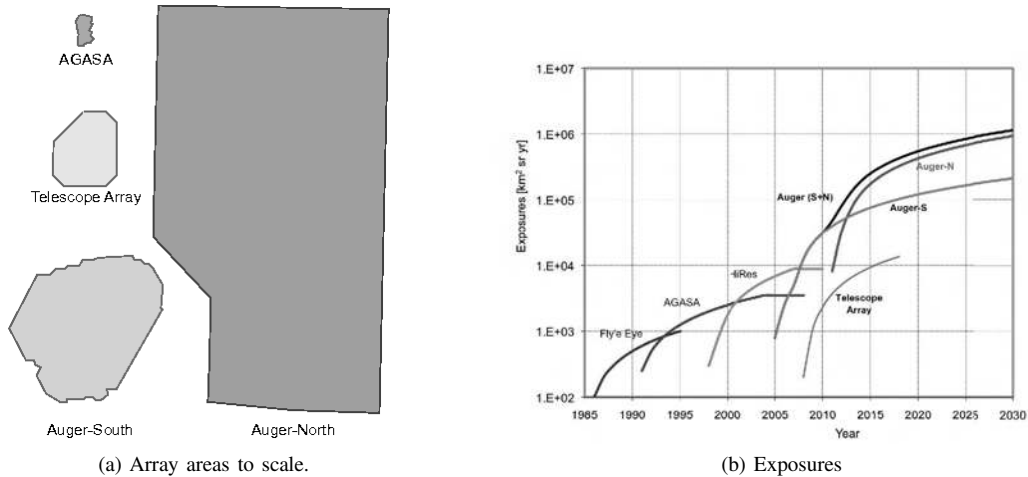 AGASA
Telescope Array
Auger-South
Auger-North
(a) Array areas to scale.
1.E+07
1.E+06
1.E+05
1.E+04
1.E+03
1.E+02
Exposures [km² sr yr]
Auger-N
Auger (S+N)
Auger-S
HiRes
AGASA
Telescope
Array
Fly'e Eye
1985 1990 1995 2000 2005 2010 2015 2020 2025 2030
Year
(b) Exposures